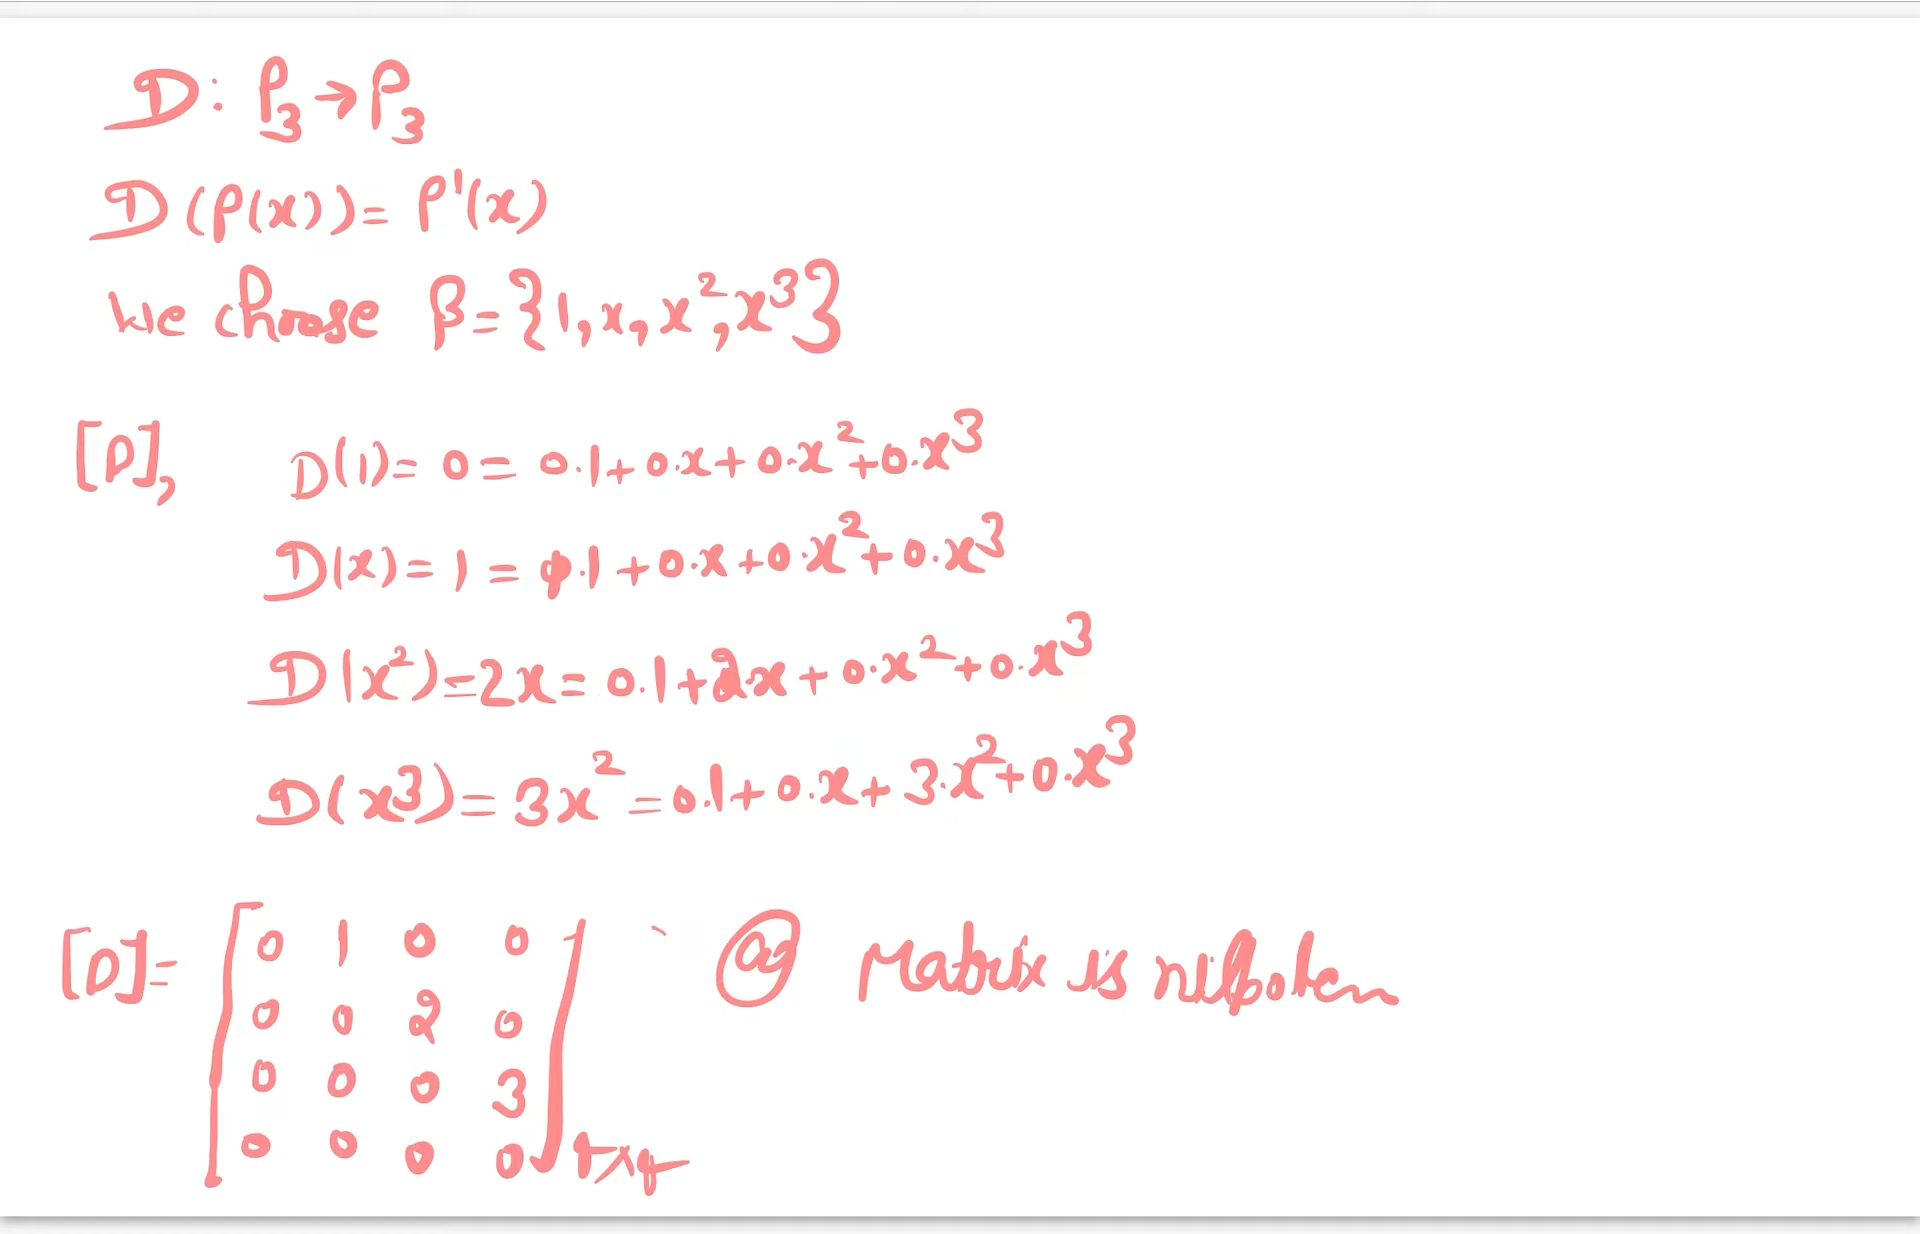 D: P₃→P₃
D(P(x))= P'(x)
We choose β={1,x,x²,x³}
[D], D(1)= 0= 0.1+0.x+0.x²+0.x³
D(x)=1= 1+0.x+0.x²+0.x³
D(x²)=2x=0.1+2x+0.x²+0.x³
D(x³)=3x²=0.1+0.x+3.x²+0.x³
[D]= [0 1 0 0
0 0 2 0
0 0 0 3
0 0 0 0]4x4
Matrix is nilpoten